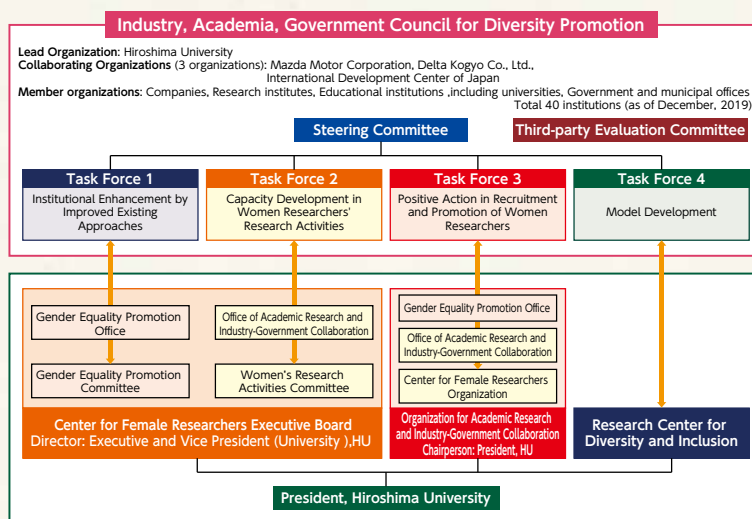 Industry, Academia, Government Council for Diversity Promotion
Lead Organization: Hiroshima University
Collaborating Organizations (3 organizations): Mazda Motor Corporation, Delta Kogyo Co., Ltd.,
International Development Center of Japan
Member organizations: Companies, Research institutes, Educational institutions ,including universities, Government and municipal offices
Total 40 institutions (as of December, 2019)
Steering Committee
Third-party Evaluation Committee
Task Force 1
Institutional Enhancement by
Improved Existing
Approaches
Task Force 2
Capacity Development in
Women Researchers'
Research Activities
Task Force 3
Positive Action in Recruitment
and Promotion of Women
Researchers
Task Force 4
Model Development
Gender Equality Promotion
Office
Gender Equality Promotion
Committee
Office of Academic Research and
Industry-Government Collaboration
Women's Research
Activities Committee
Center for Female Researchers Executive Board
Director: Executive and Vice President (University ),HU
Gender Equality Promotion Office
Office of Academic Research and
Industry-Government Collaboration
Center for Female Researchers
Organization
Organization for Academic Research
and Industry-Government Collaboration
Chairperson: President, HU
Research Center for
Diversity and Inclusion
President, Hiroshima University